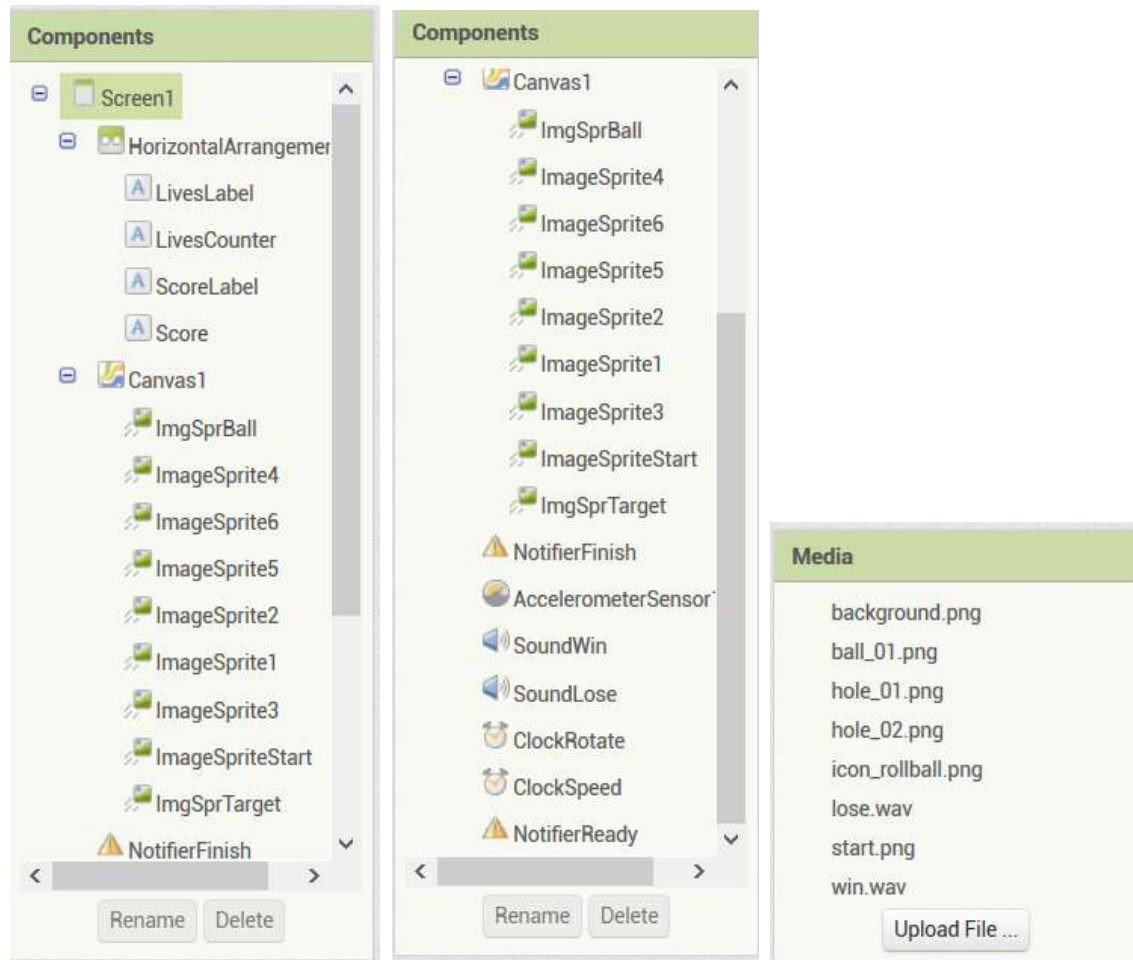 Components
Screen1
HorizontalArrangemer
LivesLabel
LivesCounter
ScoreLabel
Score
Canvas1
ImgSprBall
ImageSprite4
ImageSprite6
ImageSprite5
ImageSprite2
ImageSprite1
ImageSprite3
ImageSpriteStart
ImgSprTarget
NotifierFinish
Rename Delete
Components
Canvas1
ImgSprBall
ImageSprite4
ImageSprite6
ImageSprite5
ImageSprite2
ImageSprite1
ImageSprite3
ImageSpriteStart
ImgSprTarget
NotifierFinish
AccelerometerSensor
SoundWin
SoundLose
ClockRotate
ClockSpeed
NotifierReady
Rename Delete
Media
background.png
ball_01.png
hole_01.png
hole_02.png
icon_rollball.png
lose.wav
start.png
win.wav
Upload File ...